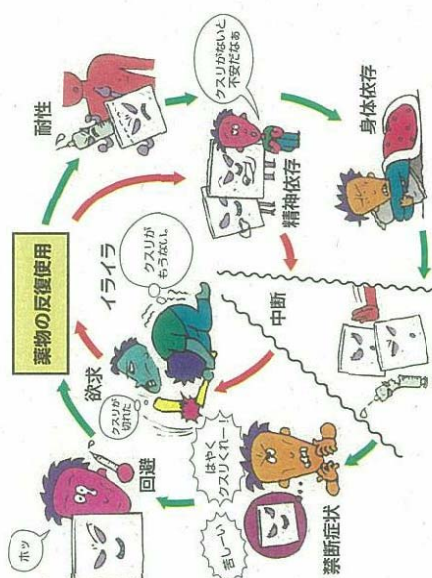 薬物の反復使用
耐性
クスリがないと
不安だなぁ
精神依存
身体依存
イライラ
クスリが
もうない。
欲求
クスリが
切れた
中断
はやく
クスリくれー!
苦しーい
禁断症状
回避
ホッ